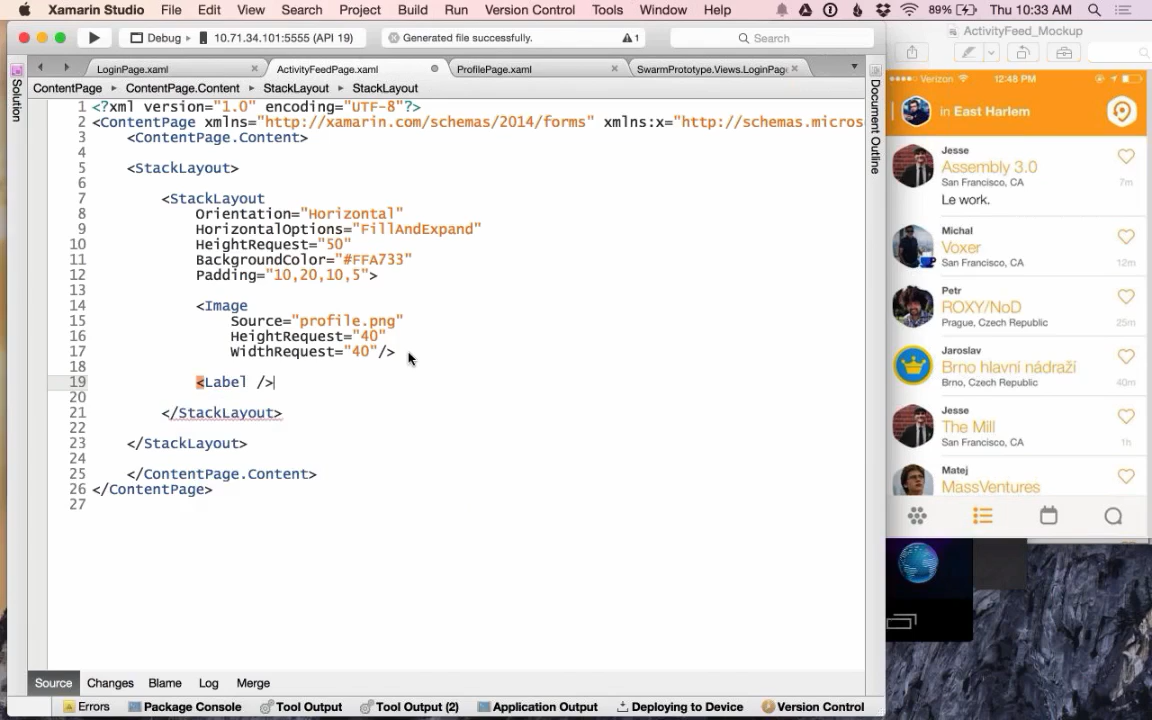 Xamarin Studio File Edit View Search Project Build Run Version Control Tools Window Help 89% Thu 10:33 AM
Debug 10.71.34.101:5555 (API 19) Generated file successfully. 1 Search
ActivityFeed_Mockup
LoginPage.xaml ActivityFeedPage.xaml ProfilePage.xaml SwarmPrototype.Views.LoginPage
Solution
Document Outline
ContentPage ContentPage.Content StackLayout StackLayout
1 <?xml version="1.0" encoding="UTF-8"?>
2 <ContentPage xmlns="http://xamarin.com/schemas/2014/forms" xmlns:x="http://schemas.micros
3 <ContentPage.Content>
4
5 <StackLayout>
6
7 <StackLayout
8 Orientation="Horizontal"
9 HorizontalOptions="FillAndExpand"
10 HeightRequest="50"
11 BackgroundColor="#FFA733"
12 Padding="10,20,10,5">
13
14 <Image
15 Source="profile.png"
16 HeightRequest="40"
17 WidthRequest="40"/>
18
19 <Label />
20
21 </StackLayout>
22
23 </StackLayout>
24
25 </ContentPage.Content>
26 </ContentPage>
27
Source Changes Blame Log Merge
Errors Package Console Tool Output Tool Output (2) Application Output Deploying to Device Version Control
Verizon 12:48 PM
in East Harlem
Jesse
Assembly 3.0
San Francisco, CA 7m
Le work.
Michal
Voxer
San Francisco, CA 12m
Petr
ROXY/NoD
Prague, Czech Republic 25m
Jaroslav
Brno hlavní nádraží
Brno, Czech Republic 40m
Jesse
The Mill
San Francisco, CA 1h
Matej
MassVentures